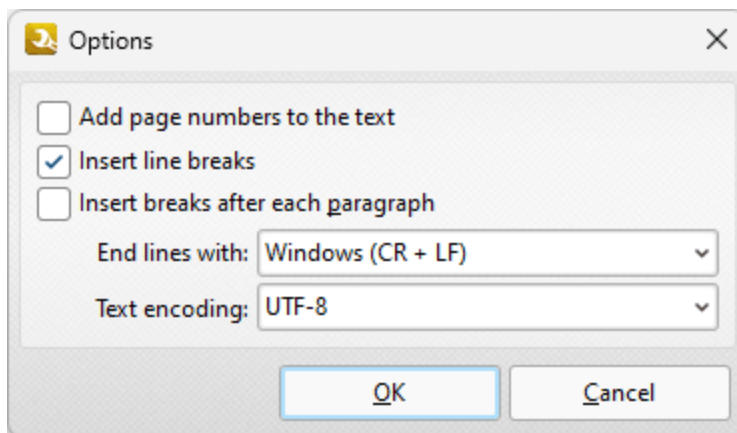 Options
Add page numbers to the text
Insert line breaks
Insert breaks after each paragraph
End lines with: Windows (CR + LF)
Text encoding: UTF-8
OK Cancel